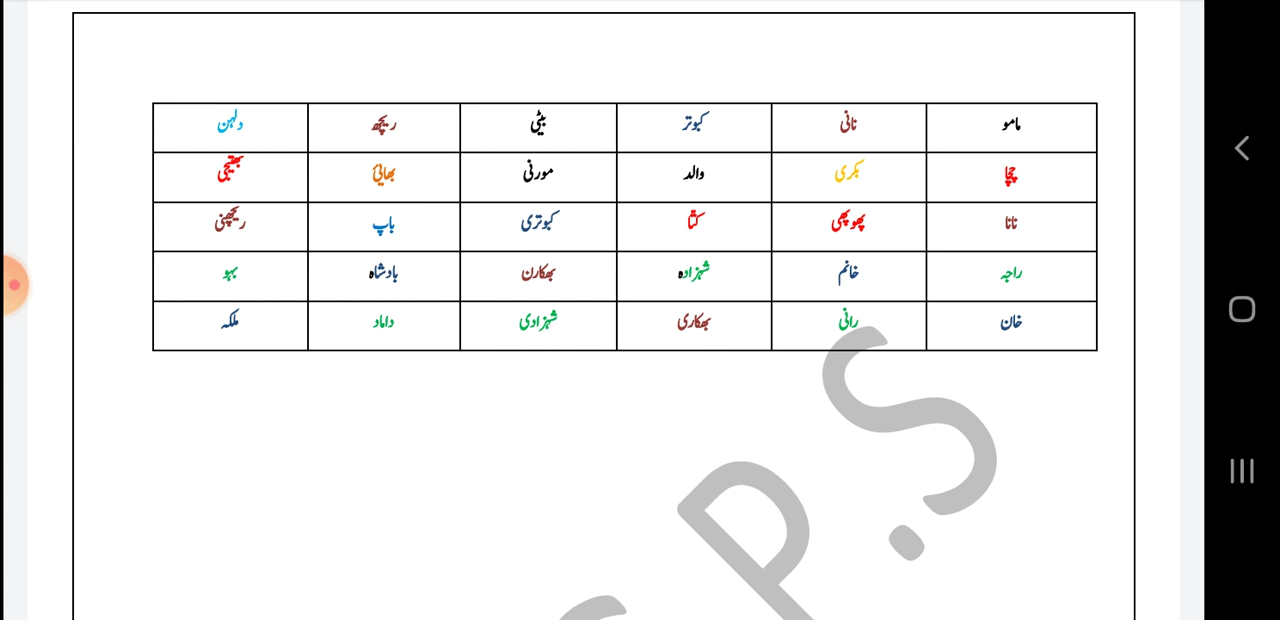 مامو نانی کبوتر بیٹی ریچھ دلہن
چچا بکری والد مورنی بھائی بھتیجی
نانا پھوپھی کتا کبوتری باپ ریچھنی
راجہ خانم شہزادہ بھکارن بادشاہ بہو
خان رانی بھکاری شہزادی داماد ملکہ
P.S